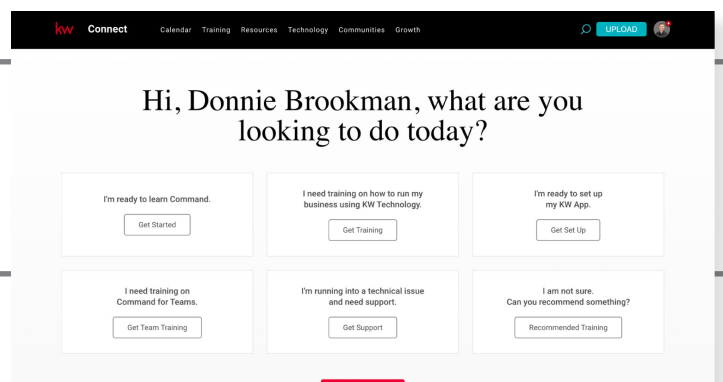 kw Connect Calendar Training Resources Technology Communities Growth UPLOAD
Hi, Donnie Brookman, what are you
looking to do today?
I'm ready to learn Command.
Get Started
I need training on how to run my
business using KW Technology.
Get Training
I'm ready to set up
my KW App.
Get Set Up
I need training on
Command for Teams.
Get Team Training
I'm running into a technical issue
and need support.
Get Support
I am not sure.
Can you recommend something?
Recommended Training